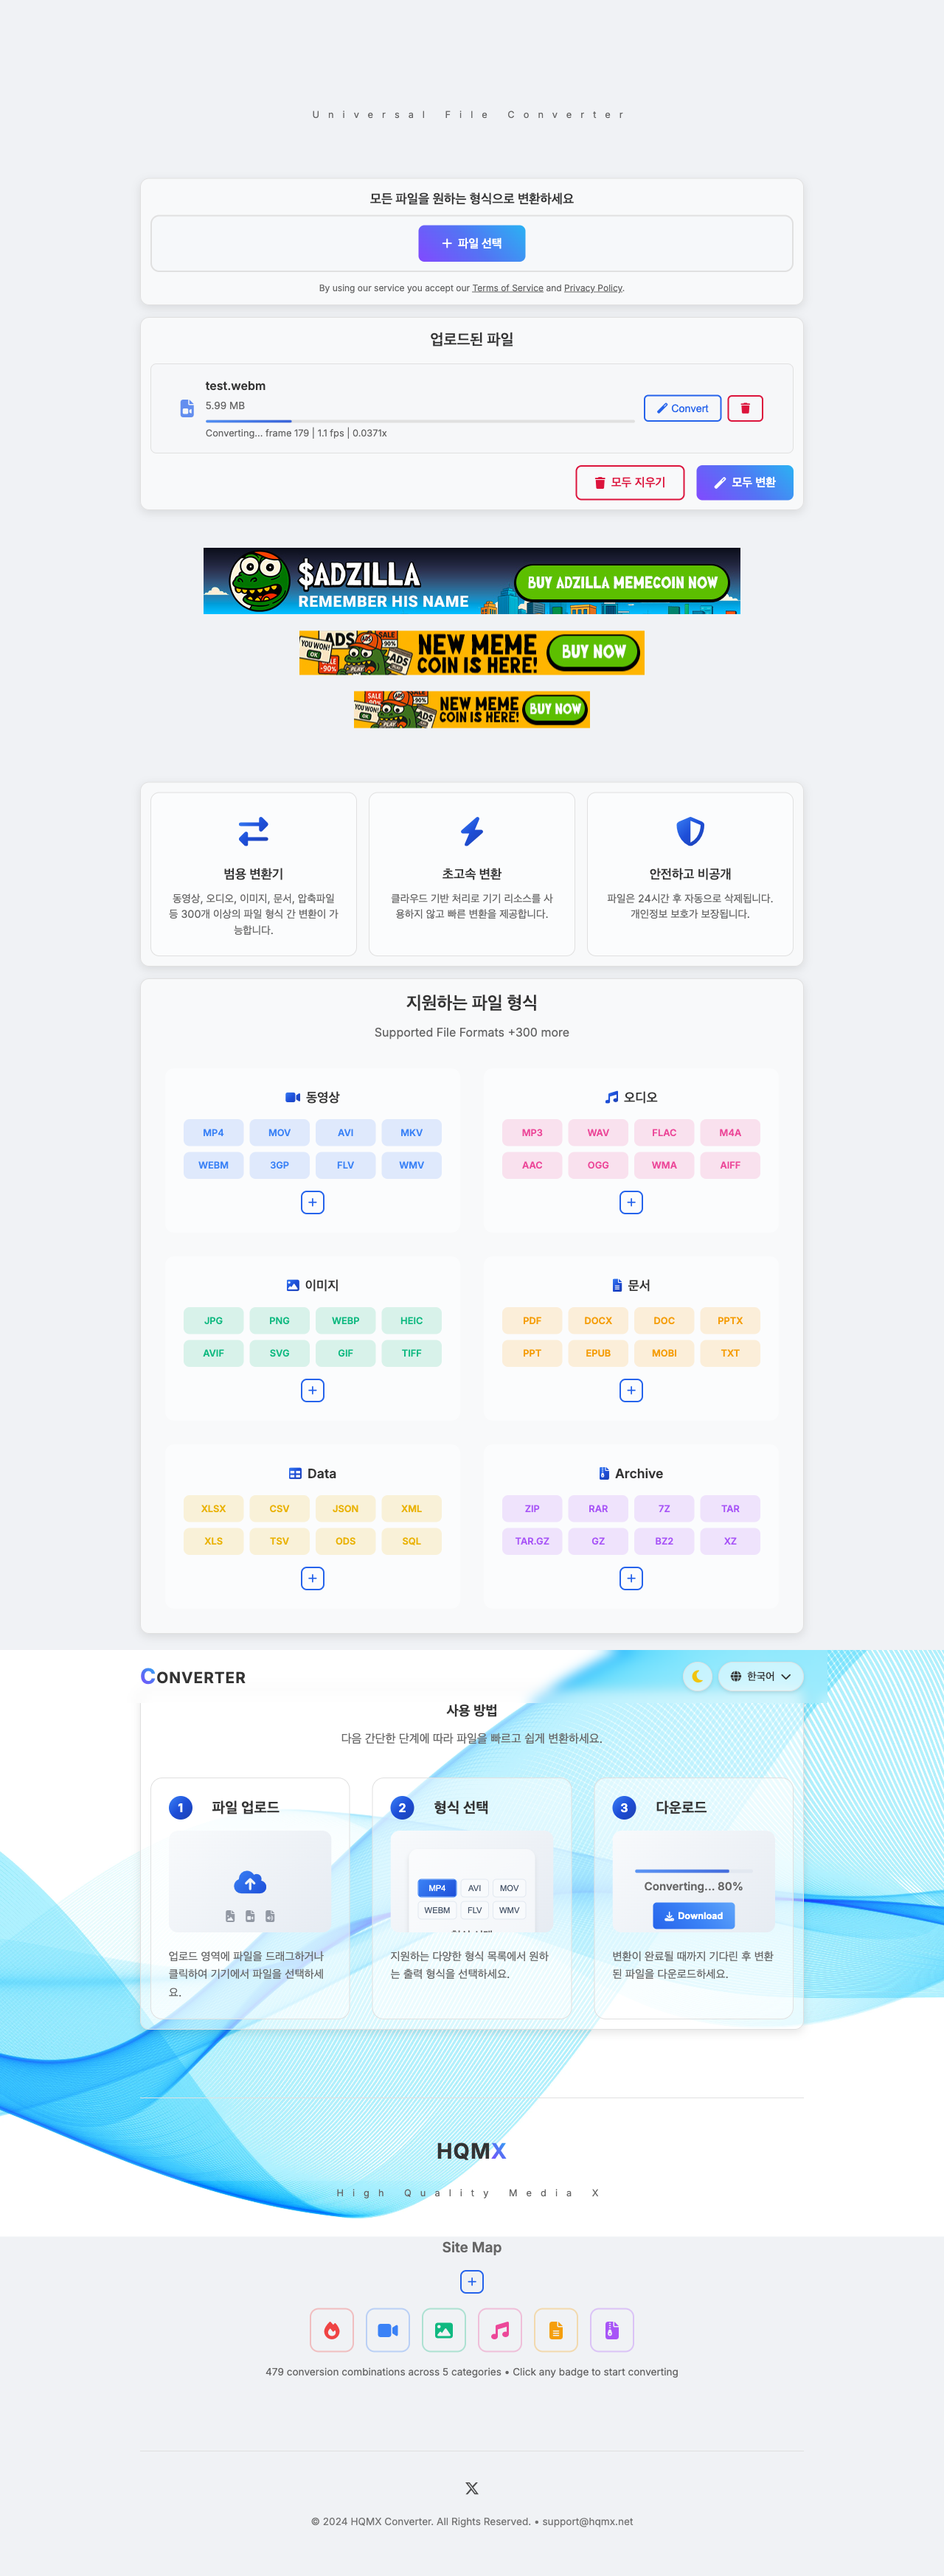 Universal File Converter
모든 파일을 원하는 형식으로 변환하세요
파일 선택
By using our service you accept our Terms of Service and Privacy Policy.
업로드된 파일
test.webm
5.99 MB
Converting... frame 179 | 1.1 fps | 0.0371x
Convert
모두 지우기
모두 변환
$ADZILLA
REMEMBER HIS NAME
BUY ADZILLA MEMECOIN NOW
YOU WON!
OK
ADS
SALE
-90%
PLAY
ADS
NEW MEME
COIN IS HERE!
BUY NOW
YOU WON!
OK
SALE
PLAY
ADS
NEW MEME
COIN IS HERE!
BUY NOW
범용 변환기
동영상, 오디오, 이미지, 문서, 압축파일
등 300개 이상의 파일 형식 간 변환이 가
능합니다.
초고속 변환
클라우드 기반 처리로 기기 리소스를 사
용하지 않고 빠른 변환을 제공합니다.
안전하고 비공개
파일은 24시간 후 자동으로 삭제됩니다.
개인정보 보호가 보장됩니다.
지원하는 파일 형식
Supported File Formats +300 more
동영상
MP4 MOV AVI MKV
WEBM 3GP FLV WMV
오디오
MP3 WAV FLAC M4A
AAC OGG WMA AIFF
이미지
JPG PNG WEBP HEIC
AVIF SVG GIF TIFF
문서
PDF DOCX DOC PPTX
PPT EPUB MOBI TXT
Data
XLSX CSV JSON XML
XLS TSV ODS SQL
Archive
ZIP RAR 7Z TAR
TAR.GZ GZ BZ2 XZ
CONVERTER
한국어
사용 방법
다음 간단한 단계에 따라 파일을 빠르고 쉽게 변환하세요.
1 파일 업로드
업로드 영역에 파일을 드래그하거나
클릭하여 기기에서 파일을 선택하세
요.
2 형식 선택
MP4 AVI MOV
WEBM FLV WMV
지원하는 다양한 형식 목록에서 원하
는 출력 형식을 선택하세요.
3 다운로드
Converting... 80%
Download
변환이 완료될 때까지 기다린 후 변환
된 파일을 다운로드하세요.
HQMX
High Quality Media X
Site Map
479 conversion combinations across 5 categories • Click any badge to start converting
© 2024 HQMX Converter. All Rights Reserved. • support@hqmx.net